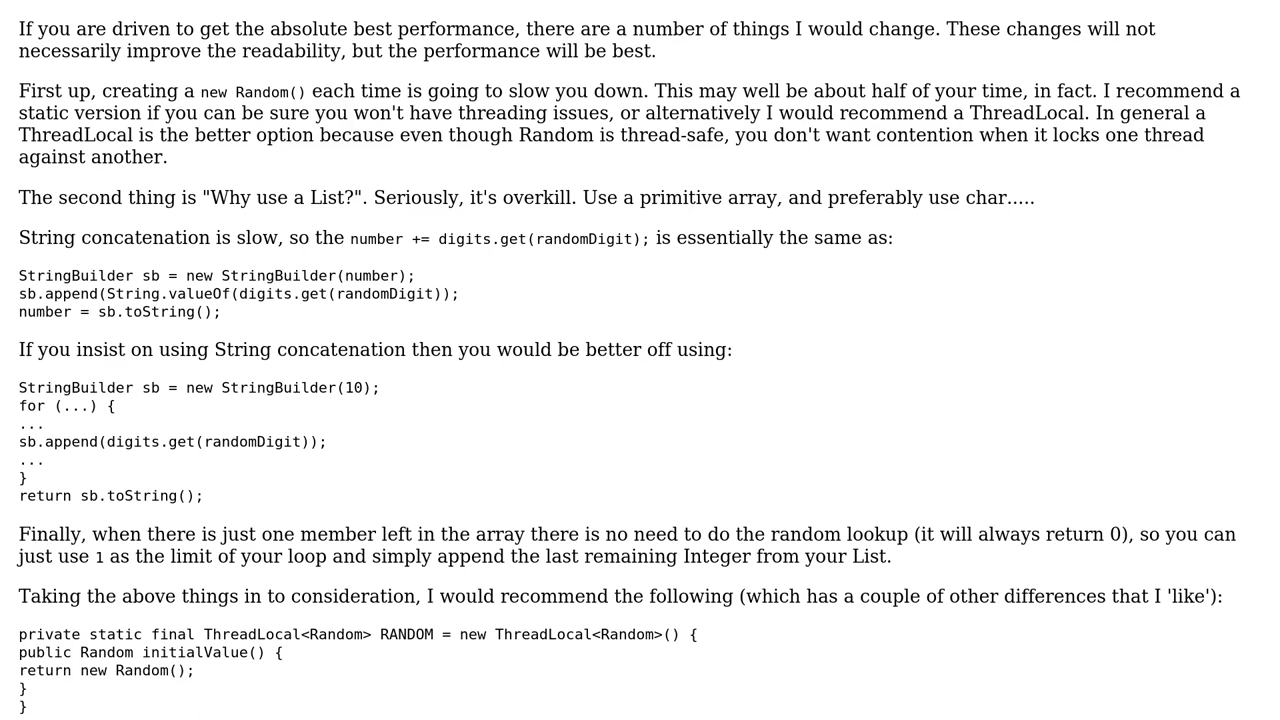 If you are driven to get the absolute best performance, there are a number of things I would change. These changes will not
necessarily improve the readability, but the performance will be best.
First up, creating a new Random() each time is going to slow you down. This may well be about half of your time, in fact. I recommend a
static version if you can be sure you won't have threading issues, or alternatively I would recommend a ThreadLocal. In general a
ThreadLocal is the better option because even though Random is thread-safe, you don't want contention when it locks one thread
against another.
The second thing is "Why use a List?". Seriously, it's overkill. Use a primitive array, and preferably use char.....
String concatenation is slow, so the number += digits.get(randomDigit); is essentially the same as:
StringBuilder sb = new StringBuilder(number);
sb.append(String.valueOf(digits.get(randomDigit));
number = sb.toString();
If you insist on using String concatenation then you would be better off using:
StringBuilder sb = new StringBuilder(10);
for (...) {
...
sb.append(digits.get(randomDigit));
...
}
return sb.toString();
Finally, when there is just one member left in the array there is no need to do the random lookup (it will always return 0), so you can
just use 1 as the limit of your loop and simply append the last remaining Integer from your List.
Taking the above things in to consideration, I would recommend the following (which has a couple of other differences that I 'like'):
private static final ThreadLocal<Random> RANDOM = new ThreadLocal<Random>() {
public Random initialValue() {
return new Random();
}
}